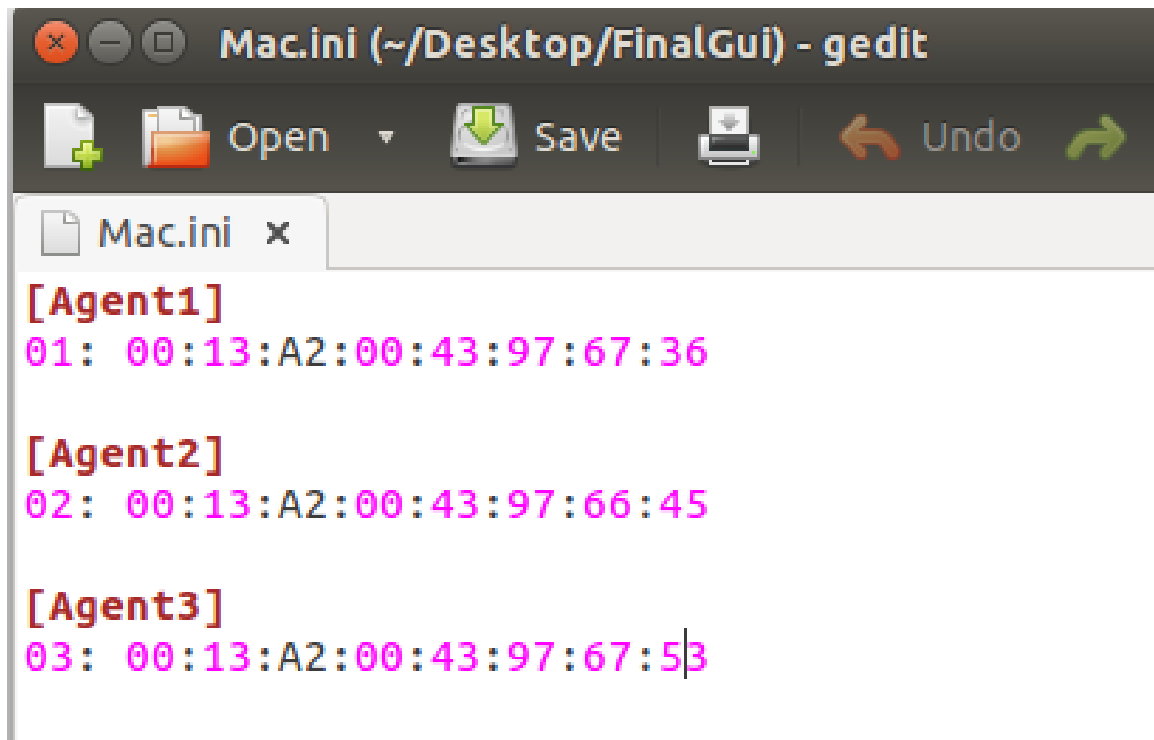 Mac.ini (~/Desktop/FinalGui) - gedit
Open Save Undo
Mac.ini
[Agent1]
01: 00:13:A2:00:43:97:67:36
[Agent2]
02: 00:13:A2:00:43:97:66:45
[Agent3]
03: 00:13:A2:00:43:97:67:53